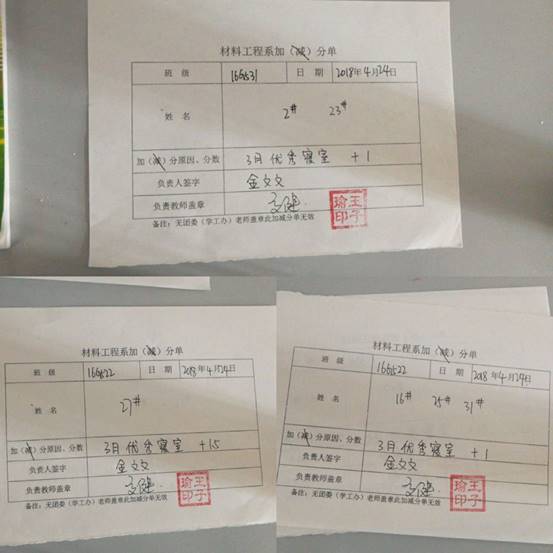 材料工程系加（减）分单
班 级 166531 日 期 2018年4月24日
姓 名 2# 23#
加（减）分原因、分数 3月优秀寝室 +1
负责人签字 金文文
负责教师盖章
王子瑜印
备注：无团委（学工办）老师盖章此加减分单无效
材料工程系加（减）分单
班 级 166522 日 期 2018年4月24日
姓 名 27#
加（减）分原因、分数 3月优秀寝室 +1.5
负责人签字 金文文
负责教师盖章
王子瑜印
备注：无团委（学工办）老师盖章此加减分单无效
材料工程系加（减）分单
班 级 166522 日 期 2018年4月24日
姓 名 16# 25# 31#
加（减）分原因、分数 3月优秀寝室 +1
负责人签字 金文文
负责教师盖章
王子瑜印
备注：无团委（学工办）老师盖章此加减分单无效